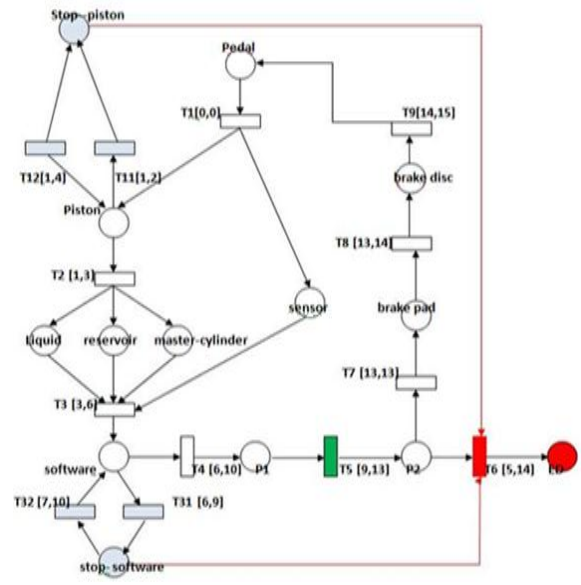 Stop-piston
Pedal
T1[0,0]
T9[14,15]
T12[1,4]
T11[1,2]
brake disc
Piston
T8 [13,14]
T2 [1,3]
sensor
brake pad
Liquid
reservoir
master-cylinder
T7 [13,13]
T3 [3,6]
software
T4 [6,10]
P1
T5 [9,13]
P2
T6 [5,14]
T32 [7,10]
T31 [6,9]
stop-software